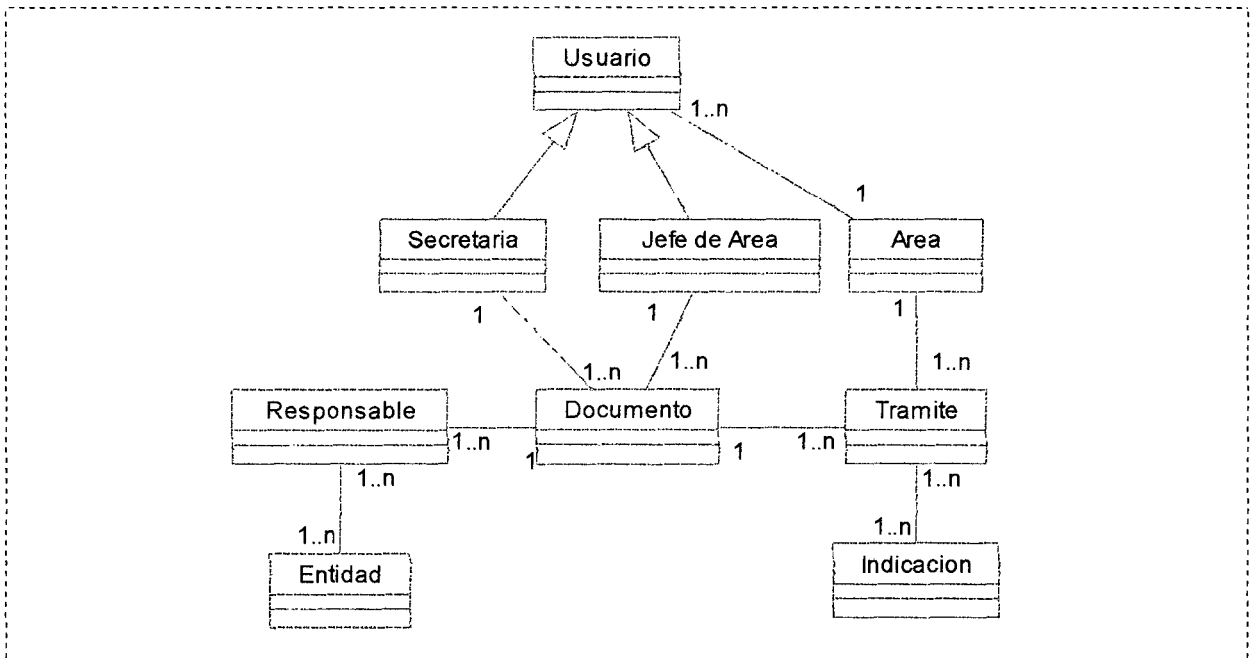 Usuario
1..n
1
Secretaria
Jefe de Area
Area
1
1
1
1..n
1..n
1..n
Responsable
Documento
Tramite
1..n
1
1
1..n
1..n
1..n
1..n
1..n
Entidad
Indicacion